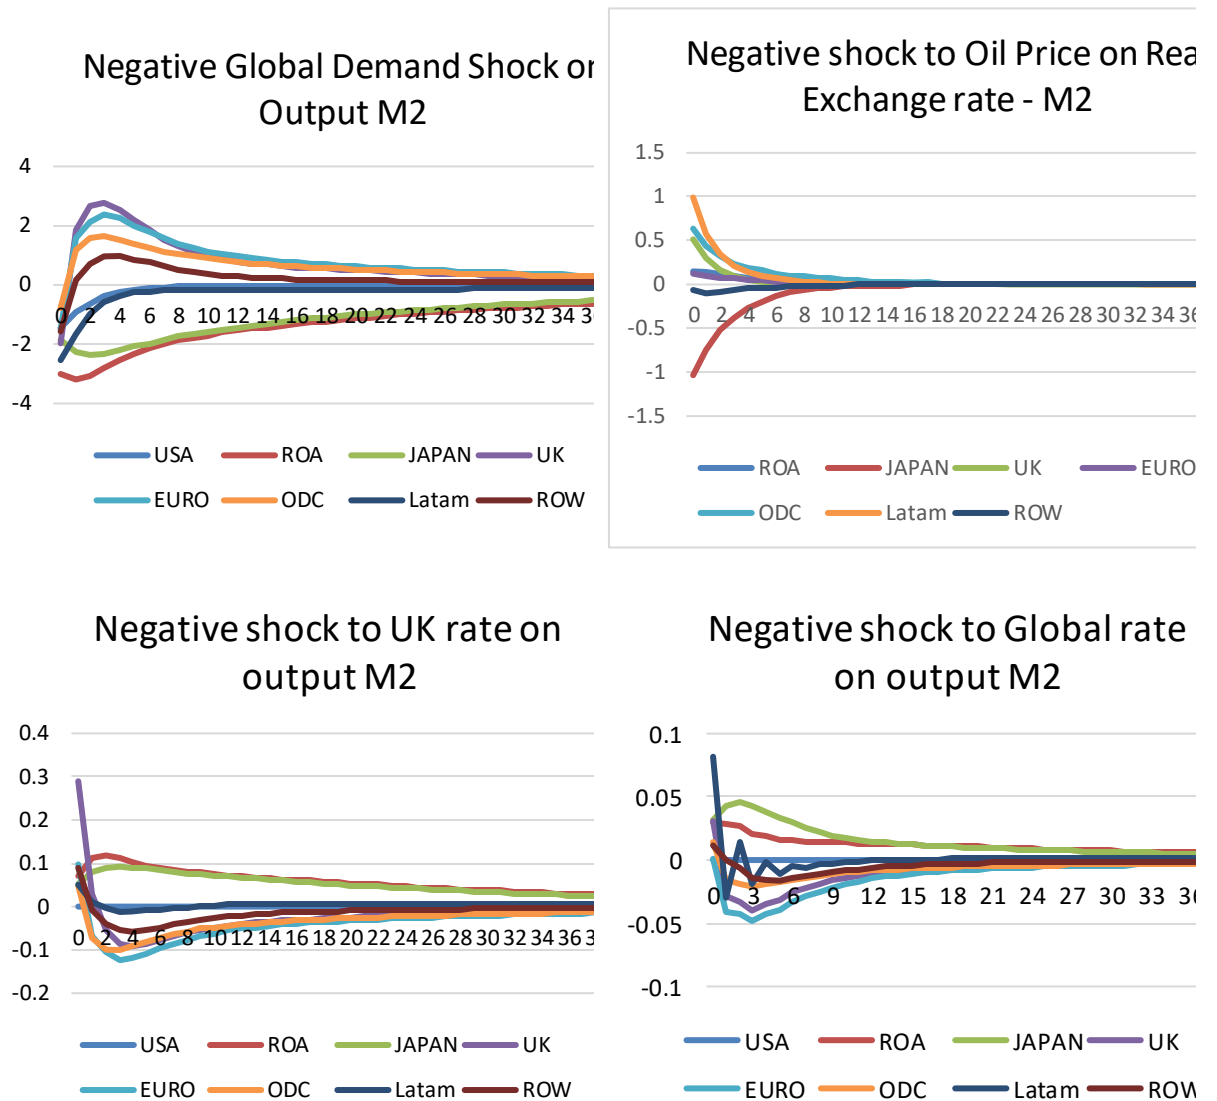 Negative Global Demand Shock or
Output M2
4
2
0
-2
-4
0 2 4 6 8 10 12 14 16 18 20 22 24 26 28 30 32 34 3
USA ROA JAPAN UK
EURO ODC Latam ROW
Negative shock to Oil Price on Rea
Exchange rate - M2
1.5
1
0.5
0
-0.5
-1
-1.5
0 2 4 6 8 10 12 14 16 18 20 22 24 26 28 30 32 34 36
ROA JAPAN UK EURO
ODC Latam ROW
Negative shock to UK rate on
output M2
0.4
0.3
0.2
0.1
0
-0.1
-0.2
0 2 4 6 8 10 12 14 16 18 20 22 24 26 28 30 32 34 36 3
USA ROA JAPAN UK
EURO ODC Latam ROW
Negative shock to Global rate
on output M2
0.1
0.05
0
-0.05
-0.1
0 3 6 9 12 15 18 21 24 27 30 33 36
USA ROA JAPAN UK
EURO ODC Latam ROW